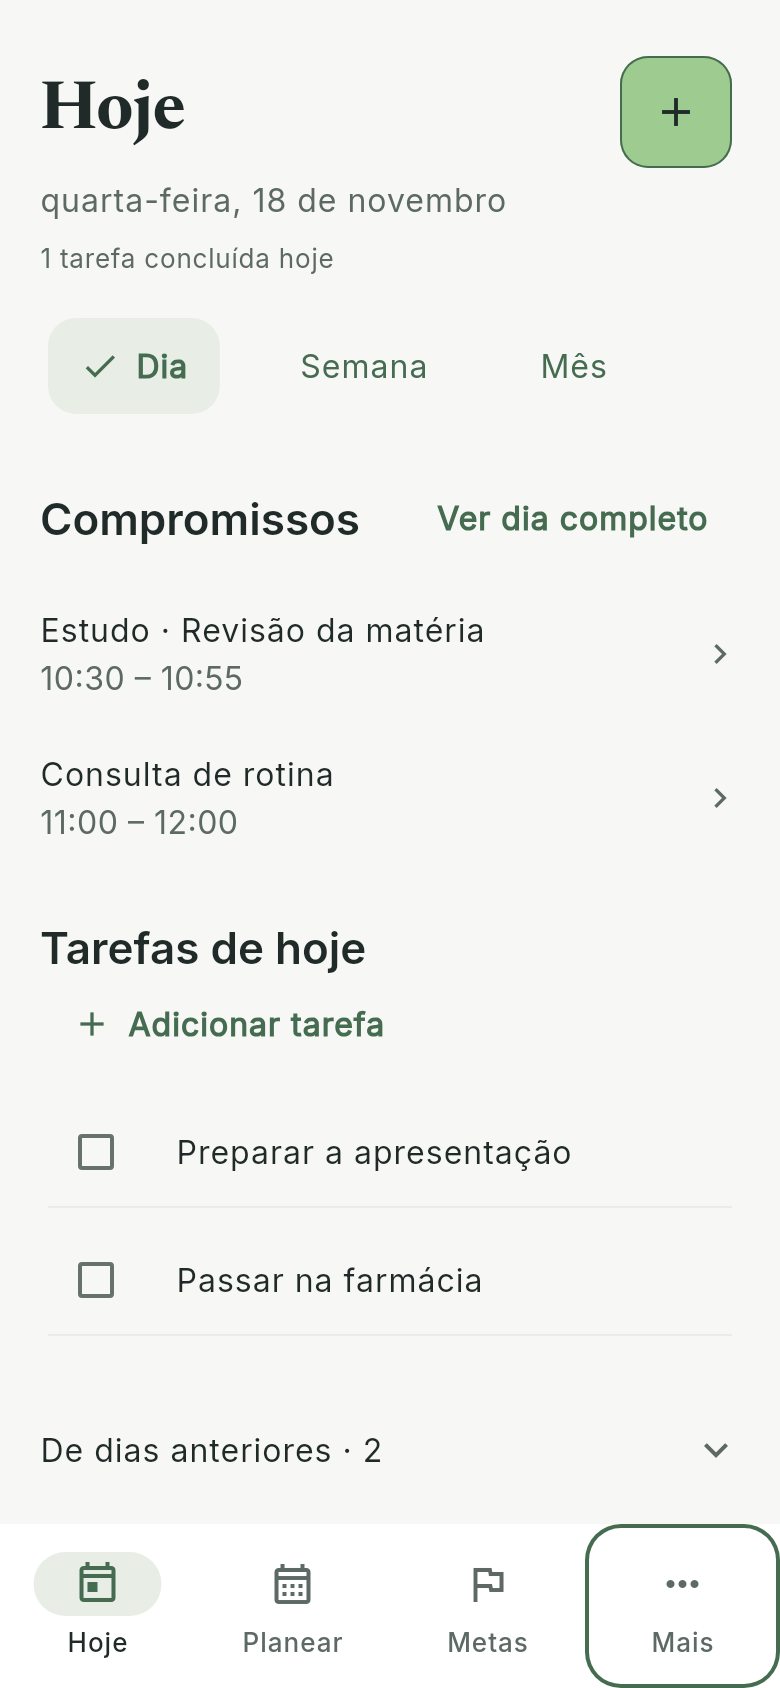 Hoje
quarta-feira, 18 de novembro
1 tarefa concluída hoje
Dia
Semana
Mês
Compromissos
Ver dia completo
Estudo · Revisão da matéria
10:30 – 10:55
Consulta de rotina
11:00 – 12:00
Tarefas de hoje
+ Adicionar tarefa
Preparar a apresentação
Passar na farmácia
De dias anteriores · 2
Hoje
Planear
Metas
Mais